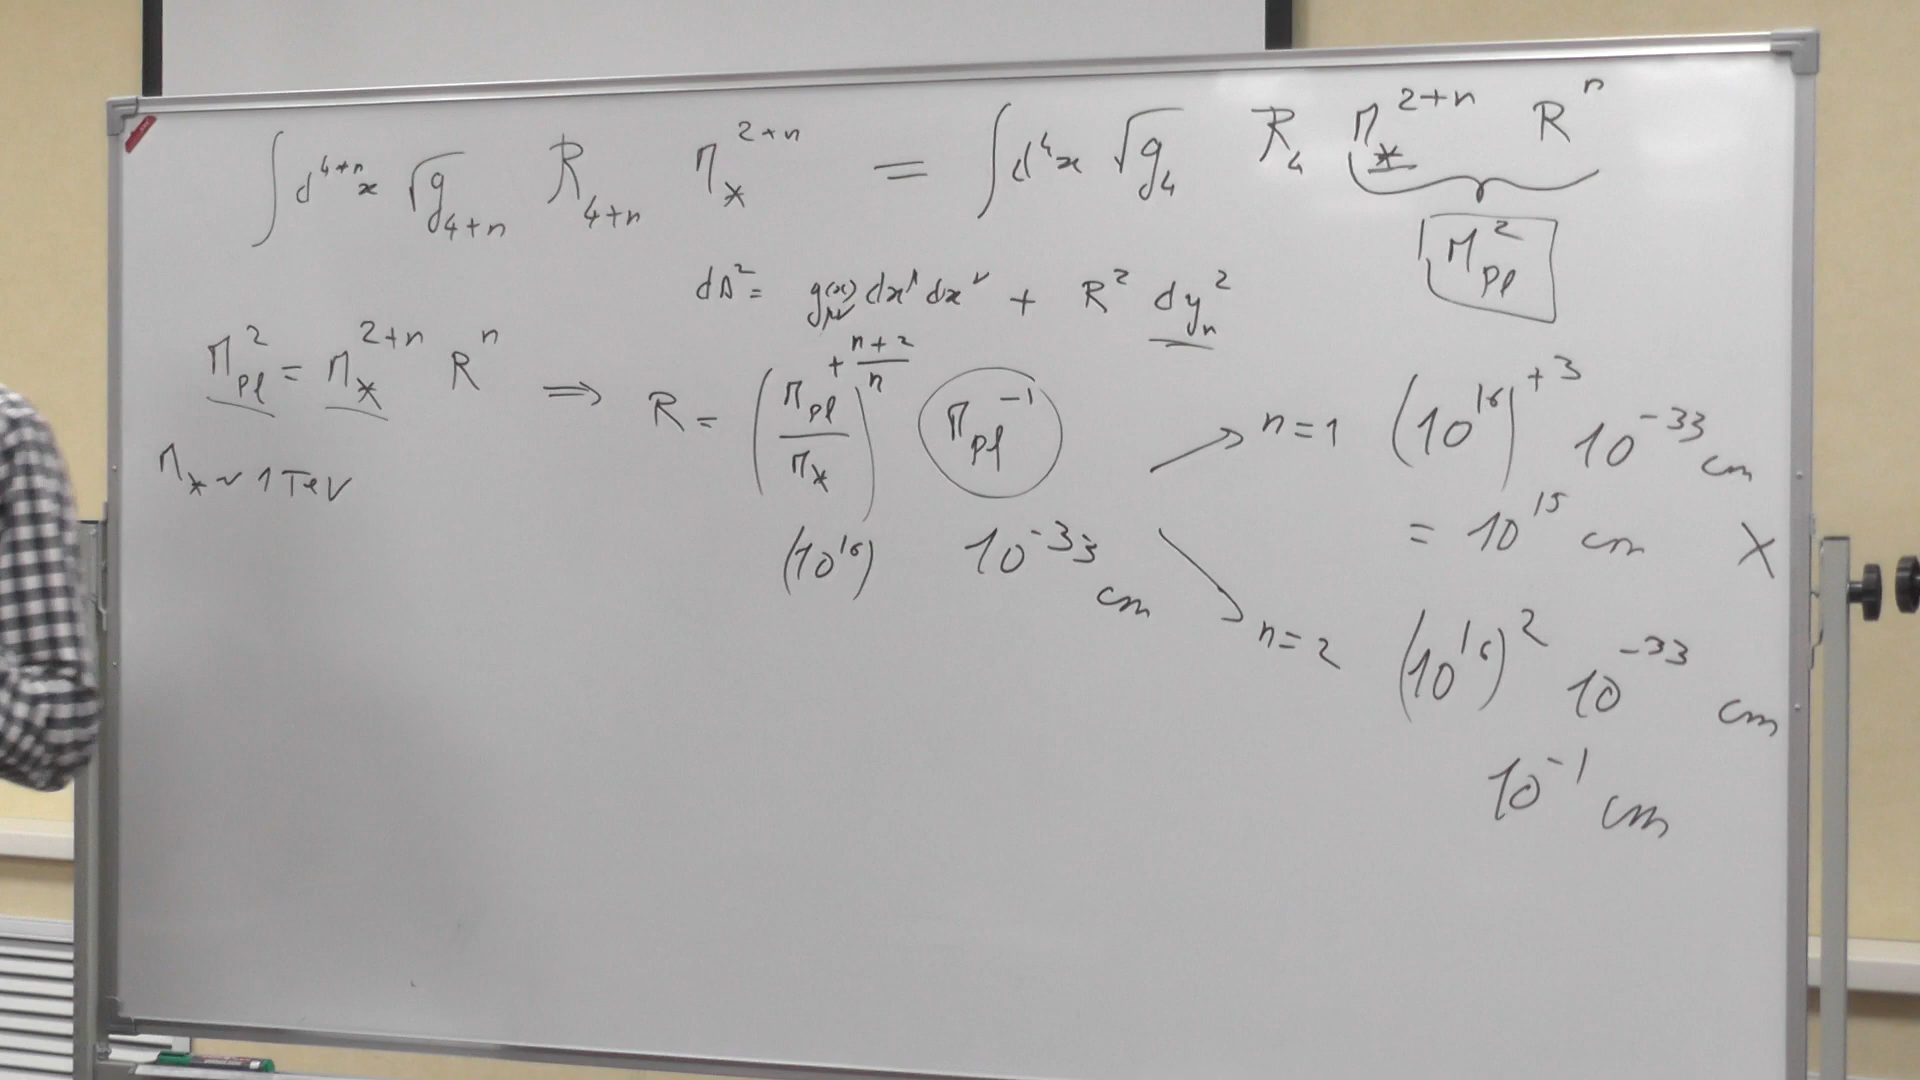 ∫ d^{4+n}x √g_{4+n} R_{4+n} M_*^{2+n} = ∫ d^4x √g_4 R_4 M_*^{2+n} R^n
M_{Pl}^2
ds^2 = g_{μν}(x) dx^μ dx^ν + R^2 dy_n^2
M_{Pl}^2 = M_*^{2+n} R^n ⇒ R = (M_{Pl}/M_*)^{+(n+2)/n} M_{Pl}^{-1}
M_* ~ 1 TeV
(10^{16}) 10^{-33} cm
n=1 (10^{16})^{+3} 10^{-33} cm
= 10^{15} cm X
n=2 (10^{16})^2 10^{-33} cm
10^{-1} cm